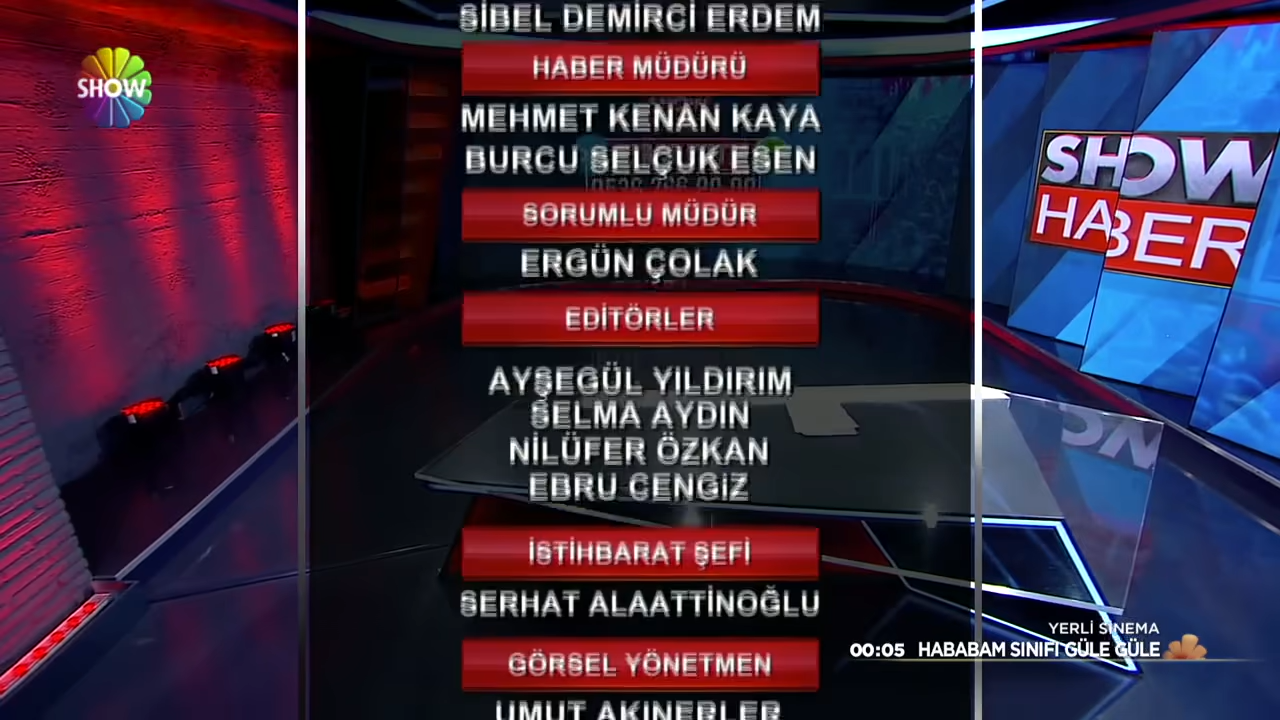 SİBEL DEMİRCİ ERDEM
HABER MÜDÜRÜ
MEHMET KENAN KAYA
BURCU SELÇUK ESEN
SORUMLU MÜDÜR
ERGÜN ÇOLAK
EDİTÖRLER
AYŞEGÜL YILDIRIM
SELMA AYDIN
NİLÜFER ÖZKAN
EBRU CENGİZ
İSTİHBARAT ŞEFİ
SERHAT ALAATTİNOĞLU
GÖRSEL YÖNETMEN
UMUT AKINERLER
SHOW
SHOW
HABER
YERLİ SİNEMA
00:05 HABABAM SINIFI GÜLE GÜLE